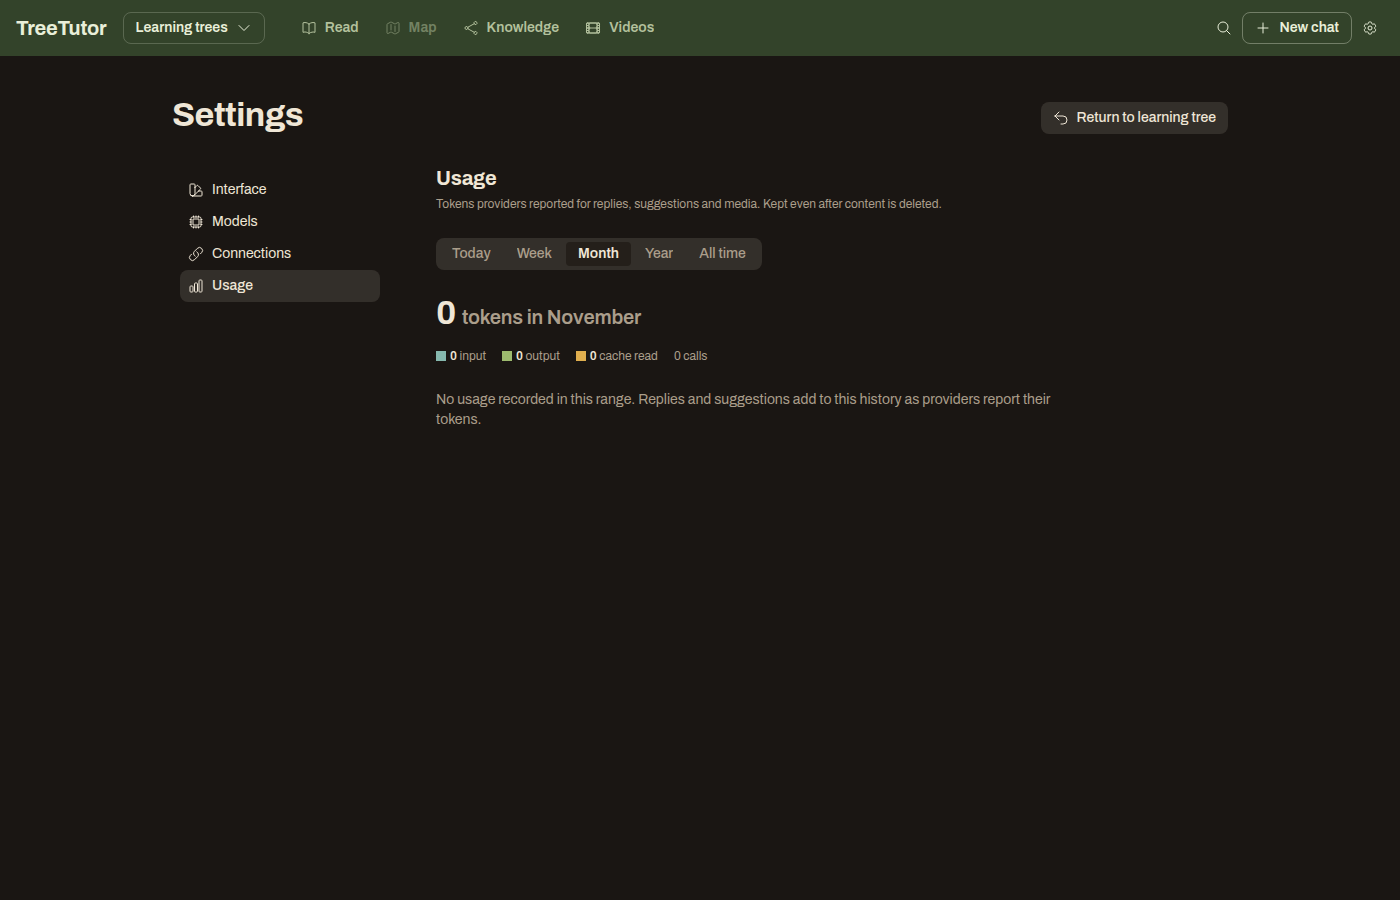 TreeTutor
Learning trees
Read
Map
Knowledge
Videos
New chat
Settings
Return to learning tree
Interface
Models
Connections
Usage
Usage
Tokens providers reported for replies, suggestions and media. Kept even after content is deleted.
Today
Week
Month
Year
All time
0 tokens in November
0 input
0 output
0 cache read
0 calls
No usage recorded in this range. Replies and suggestions add to this history as providers report their
tokens.